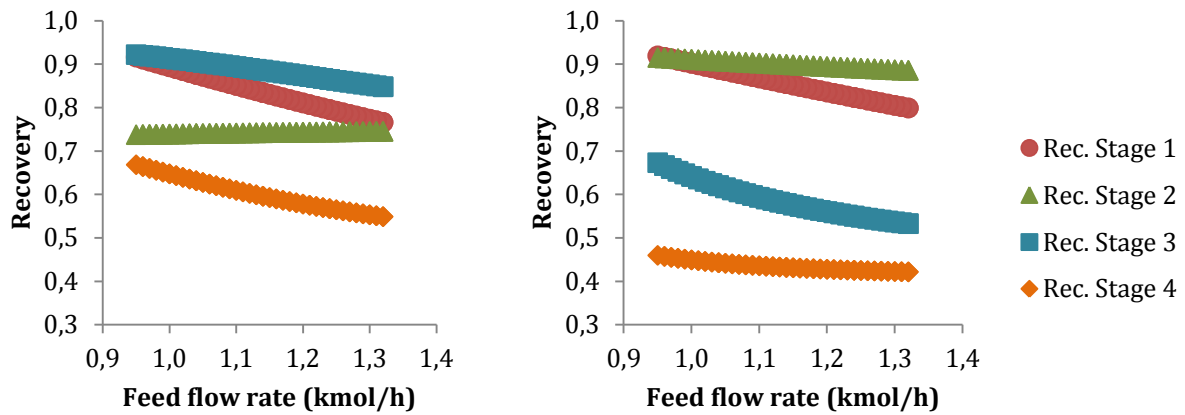 1,0
0,9
0,8
0,7
0,6
0,5
0,4
0,3
Recovery
0,9 1,0 1,1 1,2 1,3 1,4
Feed flow rate (kmol/h)
1,0
0,9
0,8
0,7
0,6
0,5
0,4
0,3
Recovery
0,9 1,0 1,1 1,2 1,3 1,4
Feed flow rate (kmol/h)
Rec. Stage 1
Rec. Stage 2
Rec. Stage 3
Rec. Stage 4